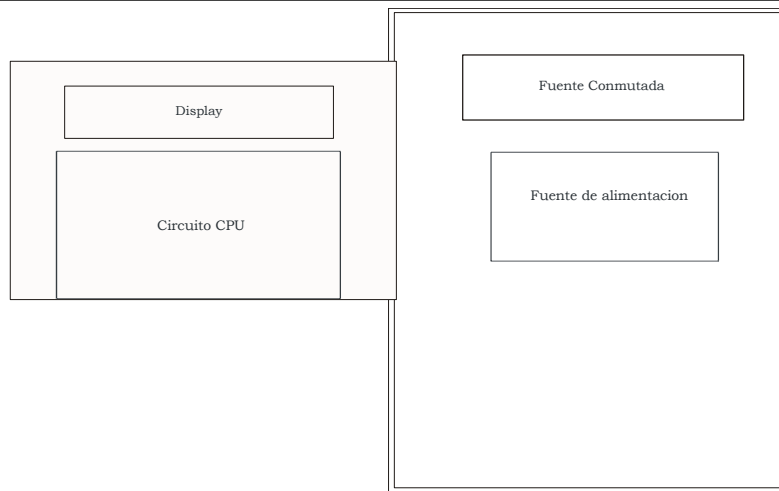 Display
Circuito CPU
Fuente Conmutada
Fuente de alimentacion